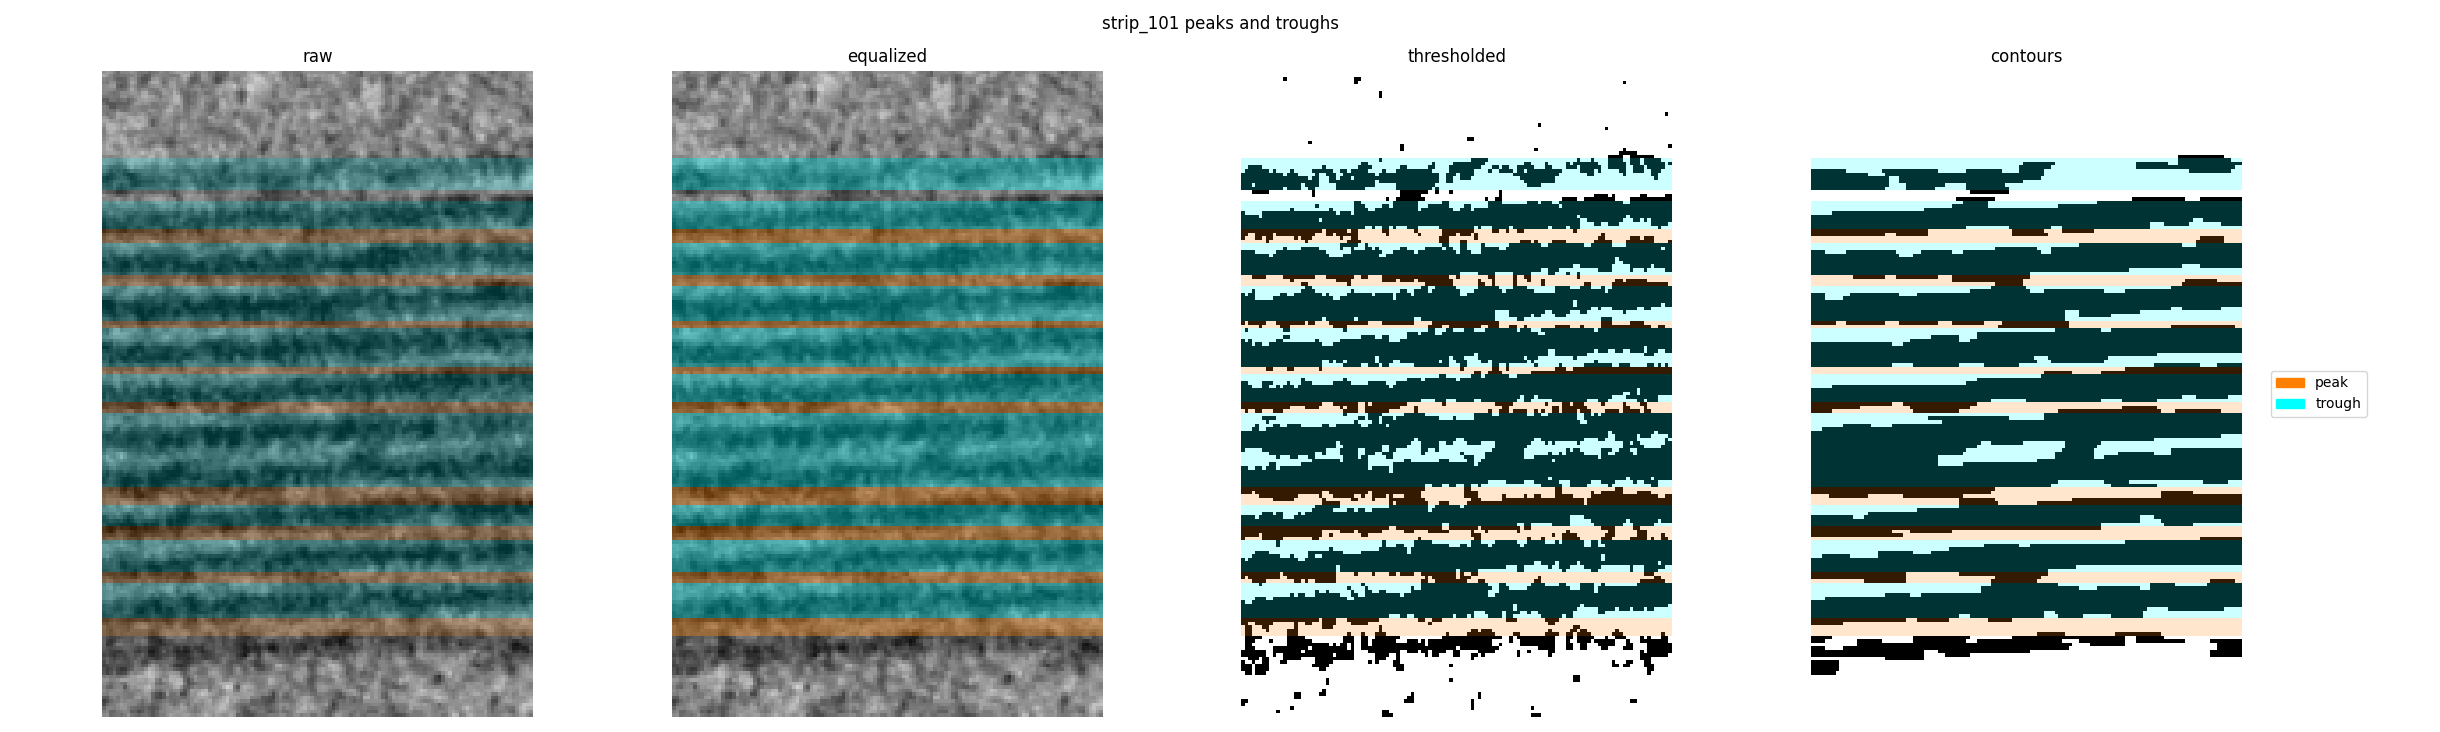 strip_101 peaks and troughs
raw
equalized
thresholded
contours
peak
trough